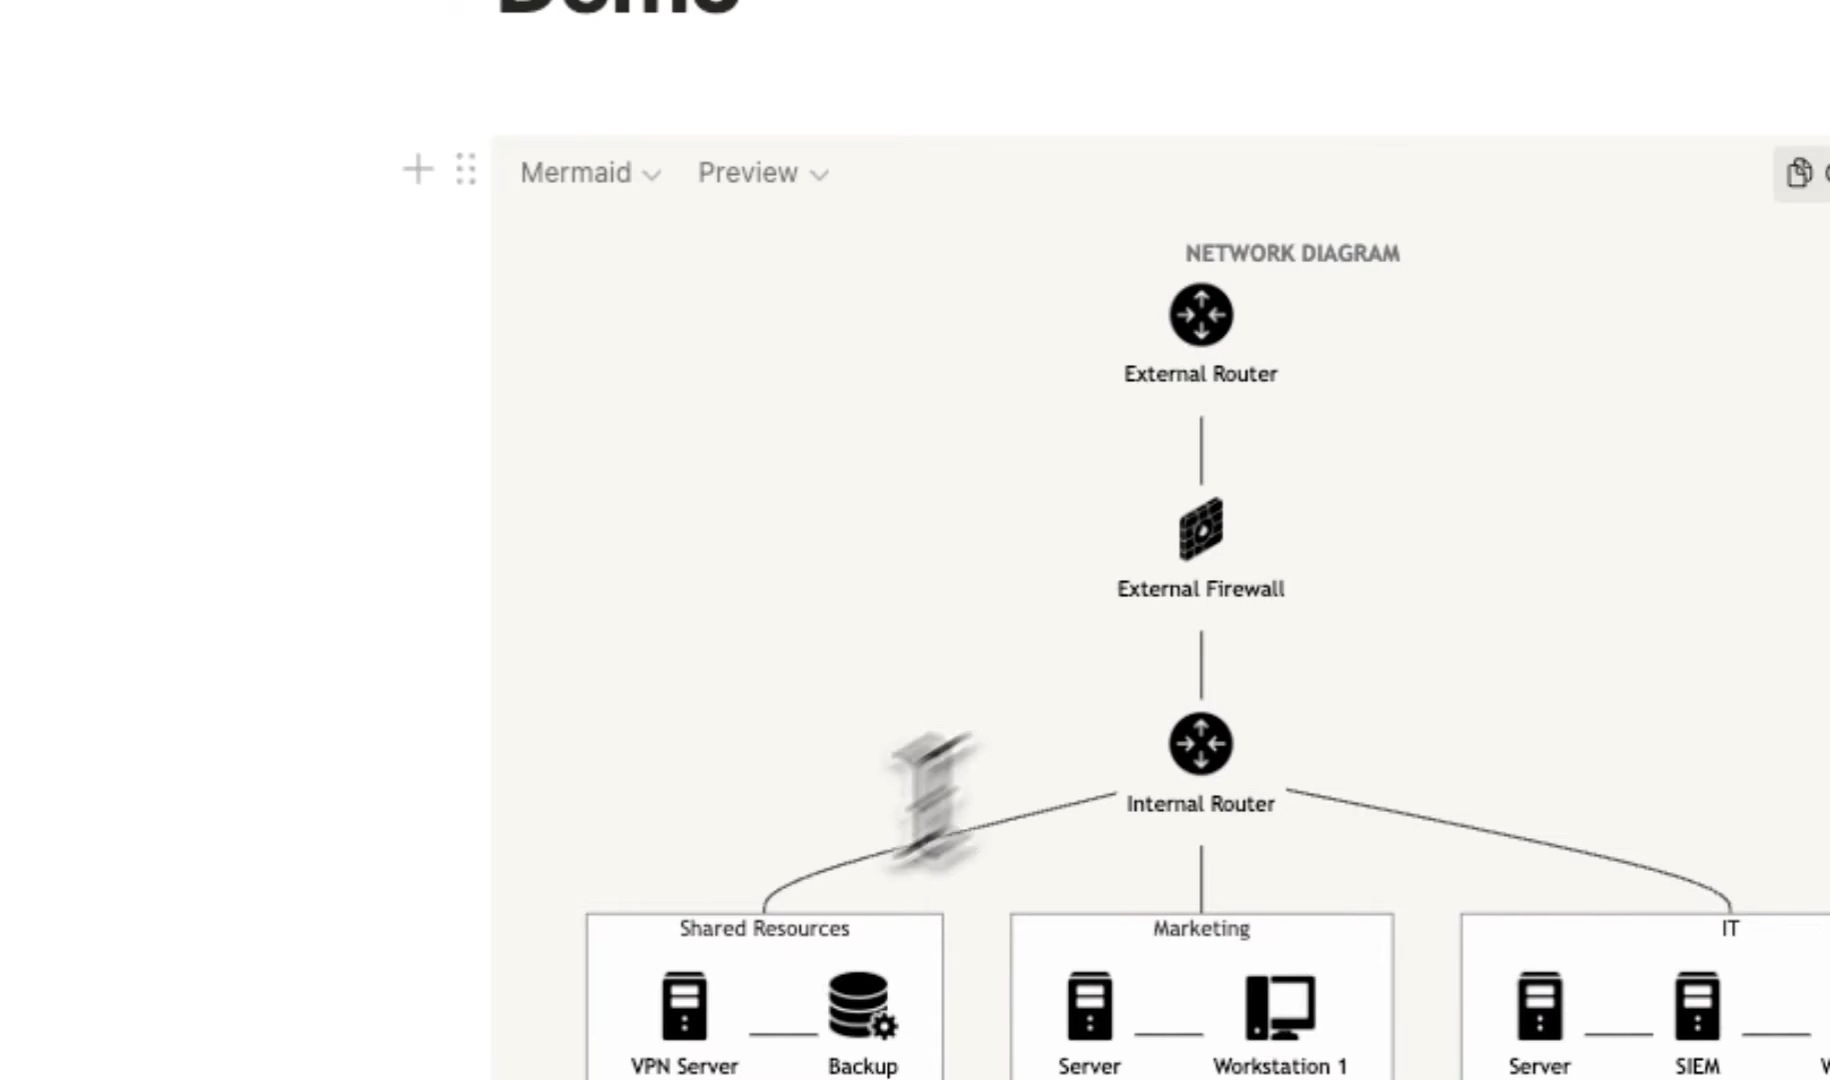 Demo
Mermaid Preview
NETWORK DIAGRAM
External Router
External Firewall
Internal Router
Shared Resources Marketing IT
VPN Server Backup Server Workstation 1 Server SIEM